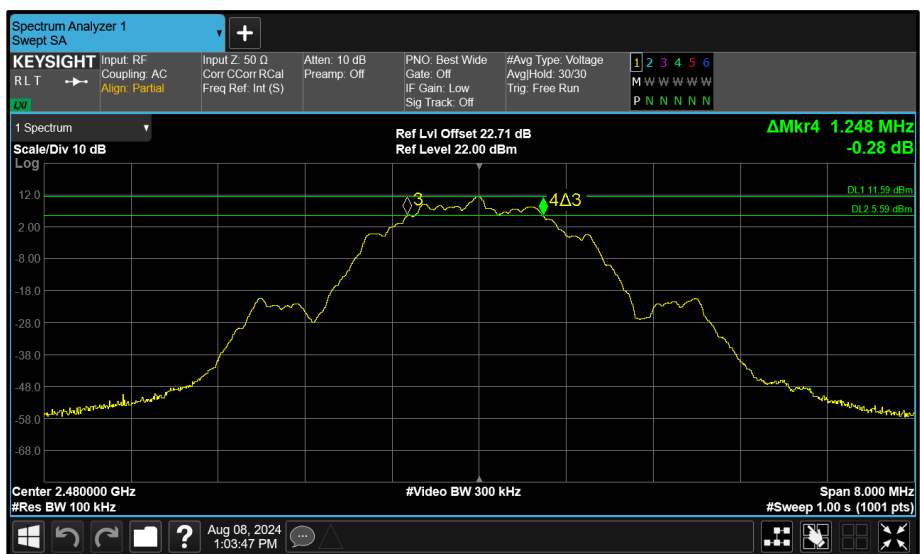 Spectrum Analyzer 1
Swept SA
KEYSIGHT
R L T
LXI
Input: RF
Coupling: AC
Align: Partial
Input Z: 50 Ω
Corr CCorr RCal
Freq Ref: Int (S)
Atten: 10 dB
Preamp: Off
PNO: Best Wide
Gate: Off
IF Gain: Low
Sig Track: Off
#Avg Type: Voltage
Avg|Hold: 30/30
Trig: Free Run
1 2 3 4 5 6
M W W W W W
P N N N N N
1 Spectrum
Scale/Div 10 dB
Log
Ref Lvl Offset 22.71 dB
Ref Level 22.00 dBm
ΔMkr4 1.248 MHz
-0.28 dB
DL1 11.59 dBm
DL2 5.59 dBm
3
4Δ3
12.0
2.00
-8.00
-18.0
-28.0
-38.0
-48.0
-58.0
-68.0
Center 2.480000 GHz
#Res BW 100 kHz
#Video BW 300 kHz
Span 8.000 MHz
#Sweep 1.00 s (1001 pts)
?
Aug 08, 2024
1:03:47 PM